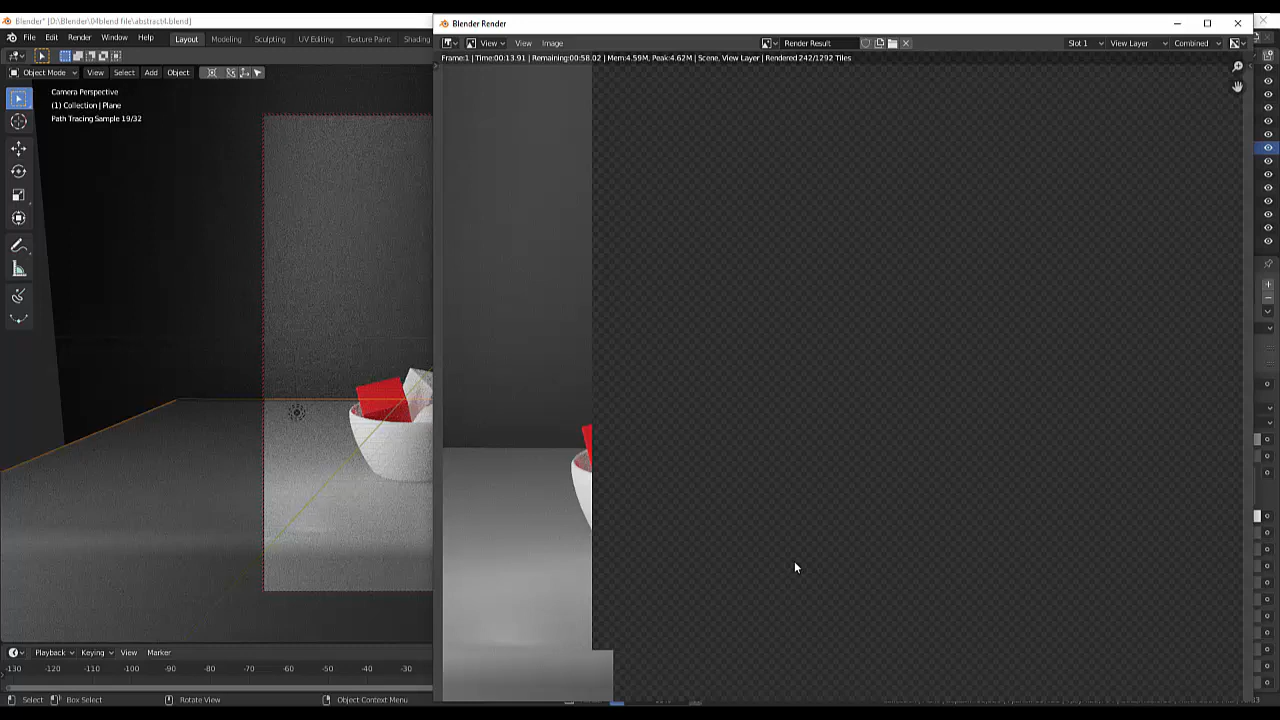 Blender* [D:\Blender\04blend file\abstract4.blend]
Blender Render
File Edit Render Window Help Layout Modeling Sculpting UV Editing Texture Paint Shading
View View Image Render Result Slot 1 View Layer Combined
Frame:1 | Time:00:13.91 | Remaining:00:58.02 | Mem:4.59M, Peak:4.62M | Scene, View Layer | Rendered 242/1292 Tiles
Object Mode View Select Add Object
Camera Perspective
(1) Collection | Plane
Path Tracing Sample 19/32
Playback Keying View Marker
-130 -120 -110 -100 -90 -80 -70 -60 -50 -40 -30
Select Box Select Rotate View Object Context Menu